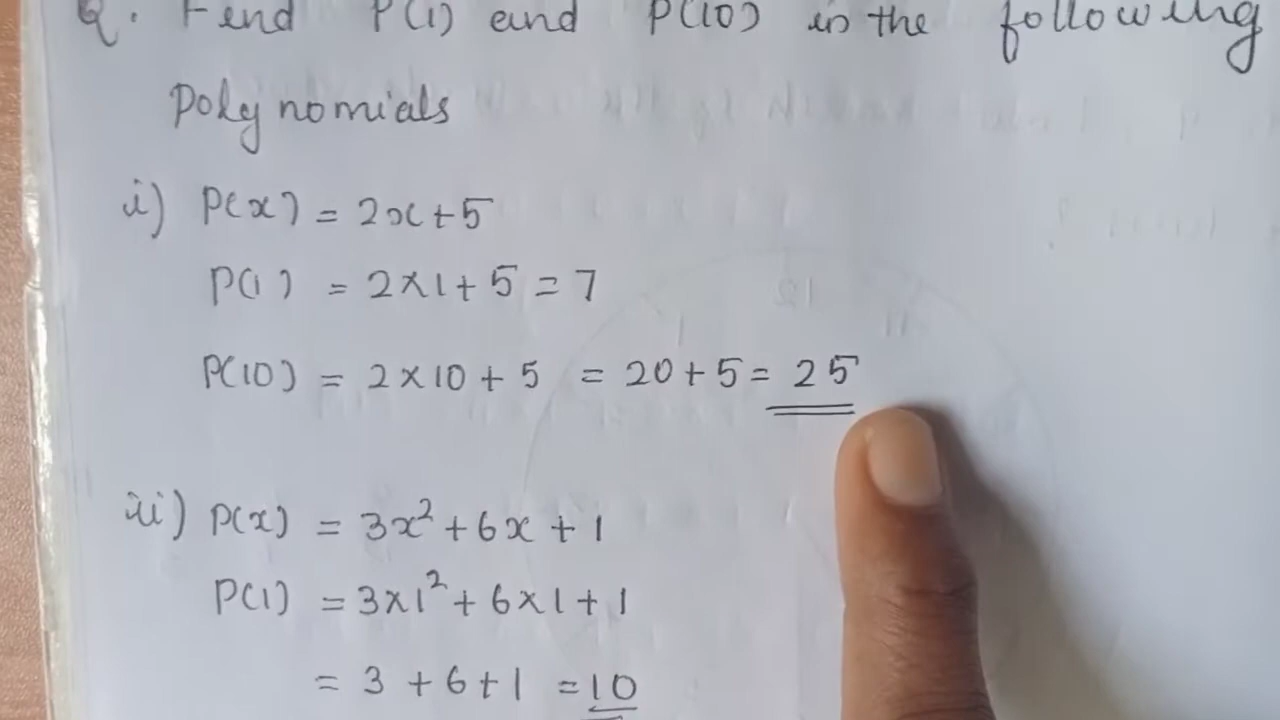 Q. Find P(1) and P(10) in the following
Polynomials
i) P(x) = 2x+5
P(1) = 2×1+5 = 7
P(10) = 2×10+5 = 20+5 = 25
ii) P(x) = 3x²+6x+1
P(1) = 3×1²+6×1+1
= 3+6+1 = 10